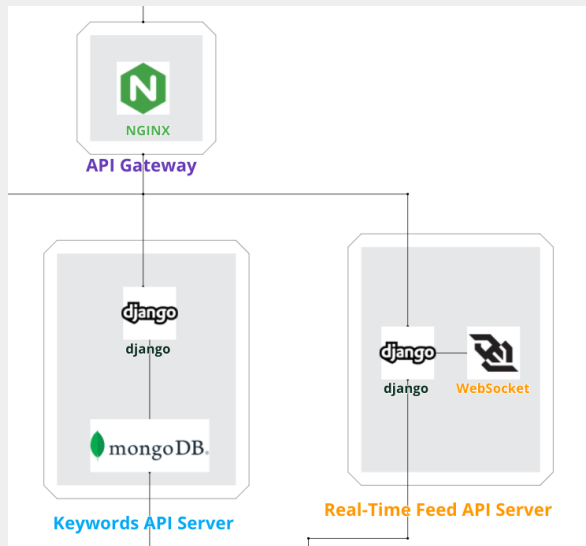 NGINX
API Gateway
django
django
mongoDB.
Keywords API Server
django
django
WebSocket
Real-Time Feed API Server